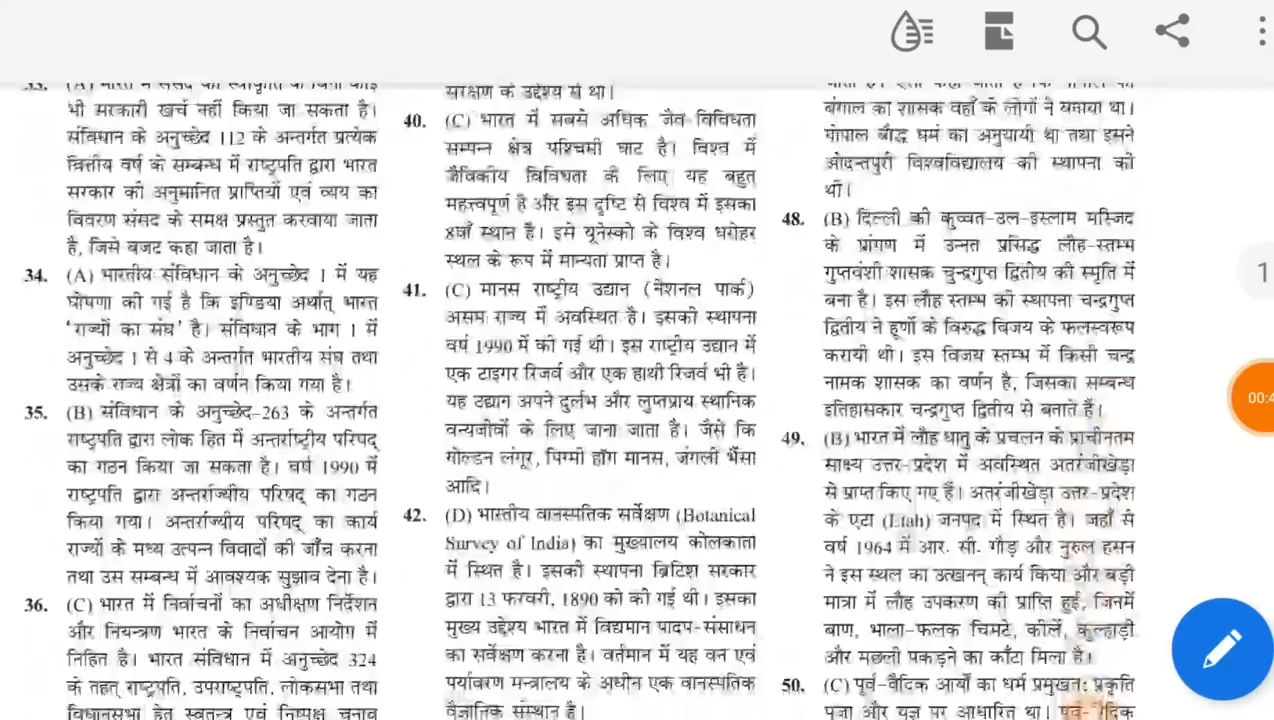 33. (A) भारत में संसद की स्वीकृति के बिना कोई
भी सरकारी खर्च नहीं किया जा सकता है।
संविधान के अनुच्छेद 112 के अन्तर्गत प्रत्येक
वित्तीय वर्ष के सम्बन्ध में राष्ट्रपति द्वारा भारत
सरकार की अनुमानित प्राप्तियों एवं व्यय का
विवरण संसद के समक्ष प्रस्तुत करवाया जाता
है, जिसे बजट कहा जाता है।
34. (A) भारतीय संविधान के अनुच्छेद 1 में यह
घोषणा की गई है कि इण्डिया अर्थात् भारत
‘राज्यों का संघ’ है। संविधान के भाग 1 में
अनुच्छेद 1 से 4 के अन्तर्गत भारतीय संघ तथा
उसके राज्य क्षेत्रों का वर्णन किया गया है।
35. (B) संविधान के अनुच्छेद-263 के अन्तर्गत
राष्ट्रपति द्वारा लोक हित में अन्तर्राष्ट्रीय परिषद्
का गठन किया जा सकता है। वर्ष 1990 में
राष्ट्रपति द्वारा अन्तर्राज्यीय परिषद् का गठन
किया गया। अन्तर्राज्यीय परिषद् का कार्य
राज्यों के मध्य उत्पन्न विवादों की जाँच करना
तथा उस सम्बन्ध में आवश्यक सुझाव देना है।
36. (C) भारत में निर्वाचनों का अधीक्षण निर्देशन
और नियन्त्रण भारत के निर्वाचन आयोग में
निहित है। भारत संविधान में अनुच्छेद 324
के तहत् राष्ट्रपति, उपराष्ट्रपति, लोकसभा तथा
विधानसभा हेतु स्वतन्त्र एवं निष्पक्ष चुनाव
संरक्षण के उद्देश्य से था।
40. (C) भारत में सबसे अधिक जैव विविधता
सम्पन्न क्षेत्र पश्चिमी घाट है। विश्व में
जैविकीय विविधता के लिए यह बहुत
महत्त्वपूर्ण है और इस दृष्टि से विश्व में इसका
8वाँ स्थान है। इसे यूनेस्को के विश्व धरोहर
स्थल के रूप में मान्यता प्राप्त है।
41. (C) मानस राष्ट्रीय उद्यान (नेशनल पार्क)
असम राज्य में अवस्थित है। इसकी स्थापना
वर्ष 1990 में की गई थी। इस राष्ट्रीय उद्यान में
एक टाइगर रिजर्व और एक हाथी रिजर्व भी है।
यह उद्यान अपने दुर्लभ और लुप्तप्राय स्थानिक
वन्यजीवों के लिए जाना जाता है। जैसे कि
गोल्डन लंगूर, पिग्मी हॉग मानस, जंगली भैंसा
आदि।
42. (D) भारतीय वानस्पतिक सर्वेक्षण (Botanical
Survey of India) का मुख्यालय कोलकाता
में स्थित है। इसकी स्थापना ब्रिटिश सरकार
द्वारा 13 फरवरी, 1890 को की गई थी। इसका
मुख्य उद्देश्य भारत में विद्यमान पादप-संसाधन
का सर्वेक्षण करना है। वर्तमान में यह वन एवं
पर्यावरण मन्त्रालय के अधीन एक वानस्पतिक
वैज्ञानिक संस्थान है।
बंगाल का शासक वहाँ के लोगों ने बनाया था।
गोपाल बौद्ध धर्म का अनुयायी था तथा इसने
ओदन्तपुरी विश्वविद्यालय की स्थापना की
थी।
48. (B) दिल्ली की कुव्वत-उल-इस्लाम मस्जिद
के प्रांगण में उन्नत प्रसिद्ध लौह-स्तम्भ
गुप्तवंशी शासक चुन्द्रगुप्त द्वितीय की स्मृति में
बना है। इस लौह स्तम्भ की स्थापना चन्द्रगुप्त
द्वितीय ने हूणों के विरुद्ध विजय के फलस्वरूप
करायी थी। इस विजय स्तम्भ में किसी चन्द्र
नामक शासक का वर्णन है, जिसका सम्बन्ध
इतिहासकार चन्द्रगुप्त द्वितीय से बताते हैं।
49. (B) भारत में लौह धातु के प्रचलन के प्राचीनतम
साक्ष्य उत्तर-प्रदेश में अवस्थित अतरंजीखेड़ा
से प्राप्त किए गए हैं। अतरंजीखेड़ा उत्तर-प्रदेश
के एटा (Etah) जनपद में स्थित है। जहाँ से
वर्ष 1964 में आर. सी. गौड़ और नुरुल हसन
ने इस स्थल का उत्खनन् कार्य किया और बड़ी
मात्रा में लौह उपकरण की प्राप्ति हुई, जिनमें
बाण, भाला-फलक चिमटे, कीलें, कुल्हाड़ी
और मछली पकड़ने का काँटा मिला है।
50. (C) पूर्व-वैदिक आर्यों का धर्म प्रमुखतः प्रकृति
पूजा और यज्ञ पर आधारित था।
1
00:4